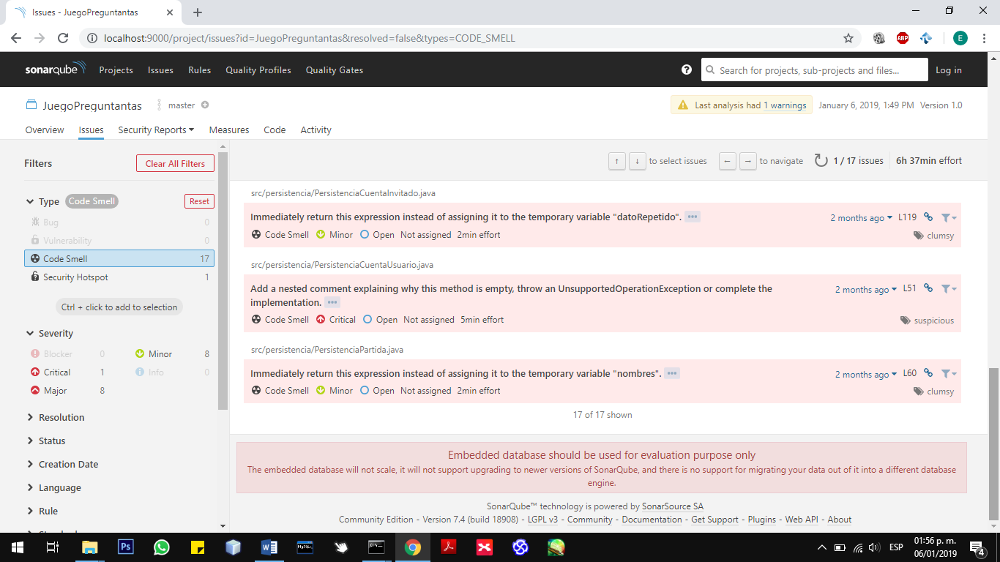 Issues - JuegoPreguntantas
localhost:9000/project/issues?id=JuegoPreguntantas&resolved=false&types=CODE_SMELL
ABP
E
sonarqube Projects Issues Rules Quality Profiles Quality Gates
Search for projects, sub-projects and files...
Log in
JuegoPreguntantas master
Last analysis had 1 warnings January 6, 2019, 1:49 PM Version 1.0
Overview Issues Security Reports Measures Code Activity
Filters
Clear All Filters
↑ ↓ to select issues ← → to navigate 1 / 17 issues 6h 37min effort
Type Code Smell Reset
Bug 0
Vulnerability 0
Code Smell 17
Security Hotspot 1
Ctrl + click to add to selection
Severity
Blocker 0 Minor 8
Critical 1 Info 0
Major 8
Resolution
Status
Creation Date
Language
Rule
src/persistencia/PersistenciaCuentaInvitado.java
Immediately return this expression instead of assigning it to the temporary variable "datoRepetido". •••
2 months ago L119
Code Smell Minor Open Not assigned 2min effort
clumsy
src/persistencia/PersistenciaCuentaUsuario.java
Add a nested comment explaining why this method is empty, throw an UnsupportedOperationException or complete the
implementation. •••
2 months ago L51
Code Smell Critical Open Not assigned 5min effort
suspicious
src/persistencia/PersistenciaPartida.java
Immediately return this expression instead of assigning it to the temporary variable "nombres". •••
2 months ago L60
Code Smell Minor Open Not assigned 2min effort
clumsy
17 of 17 shown
Embedded database should be used for evaluation purpose only
The embedded database will not scale, it will not support upgrading to newer versions of SonarQube, and there is no support for migrating your data out of it into a different database
engine.
SonarQube™ technology is powered by SonarSource SA
Community Edition - Version 7.4 (build 18908) - LGPL v3 - Community - Documentation - Get Support - Plugins - Web API - About
Ps
MySQL
ESP
01:56 p. m.
06/01/2019
4